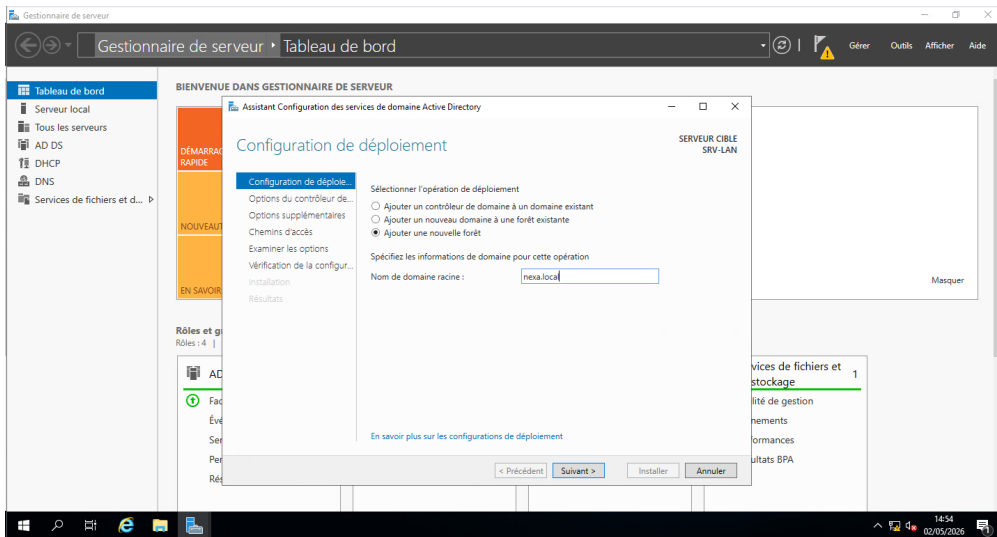 Gestionnaire de serveur
Gestionnaire de serveur • Tableau de bord
Gérer Outils Afficher Aide
Tableau de bord
Serveur local
Tous les serveurs
AD DS
DHCP
DNS
Services de fichiers et d...
BIENVENUE DANS GESTIONNAIRE DE SERVEUR
DÉMARRAG
RAPIDE
NOUVEAUT
EN SAVOIR
Masquer
Rôles et g
Rôles : 4 |
AD
Fac
Évé
Ser
Per
Rés
vices de fichiers et
stockage
1
lité de gestion
nements
formances
ultats BPA
Assistant Configuration des services de domaine Active Directory
Configuration de déploiement
SERVEUR CIBLE
SRV-LAN
Configuration de déploie...
Options du contrôleur de...
Options supplémentaires
Chemins d'accès
Examiner les options
Vérification de la configur...
Installation
Résultats
Sélectionner l'opération de déploiement
Ajouter un contrôleur de domaine à un domaine existant
Ajouter un nouveau domaine à une forêt existante
Ajouter une nouvelle forêt
Spécifiez les informations de domaine pour cette opération
Nom de domaine racine : nexa.local
En savoir plus sur les configurations de déploiement
< Précédent Suivant > Installer Annuler
14:54
02/05/2026
1